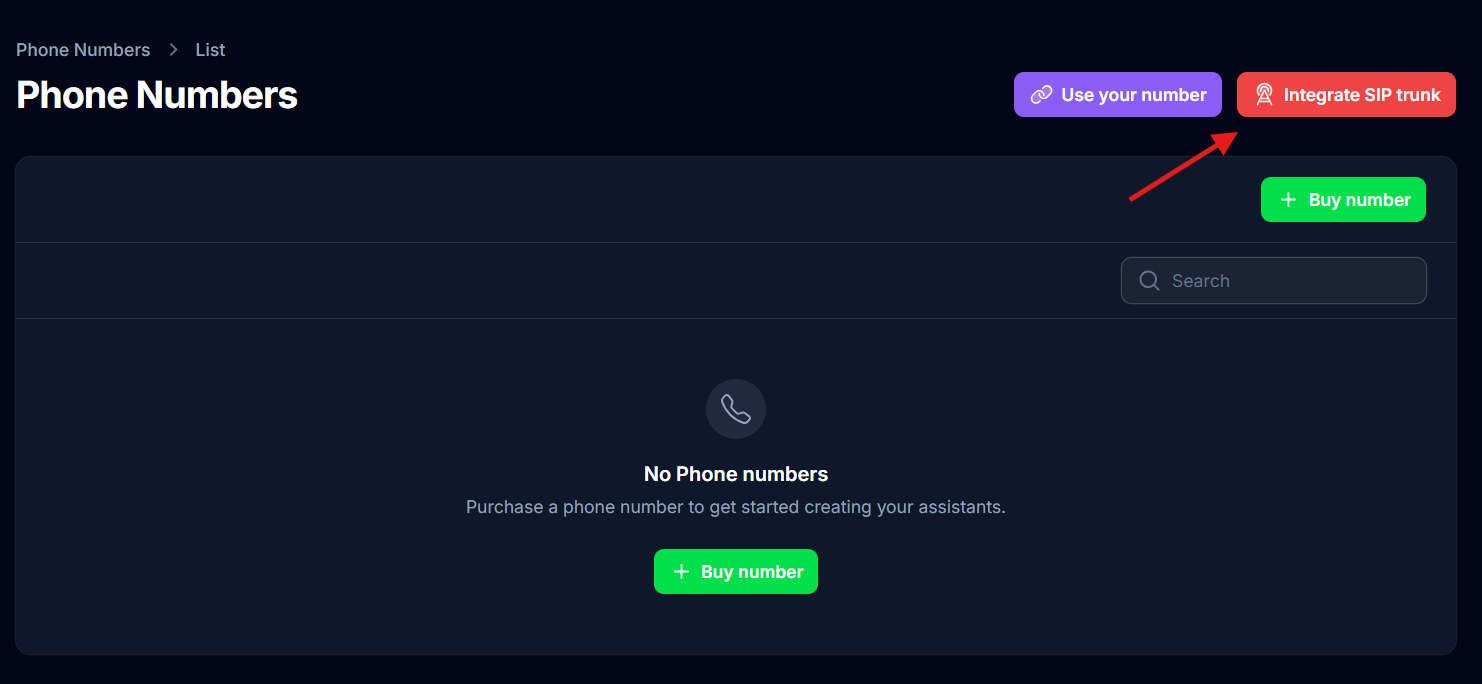 Phone Numbers > List
Phone Numbers
Use your number
Integrate SIP trunk
+ Buy number
Search
No Phone numbers
Purchase a phone number to get started creating your assistants.
+ Buy number